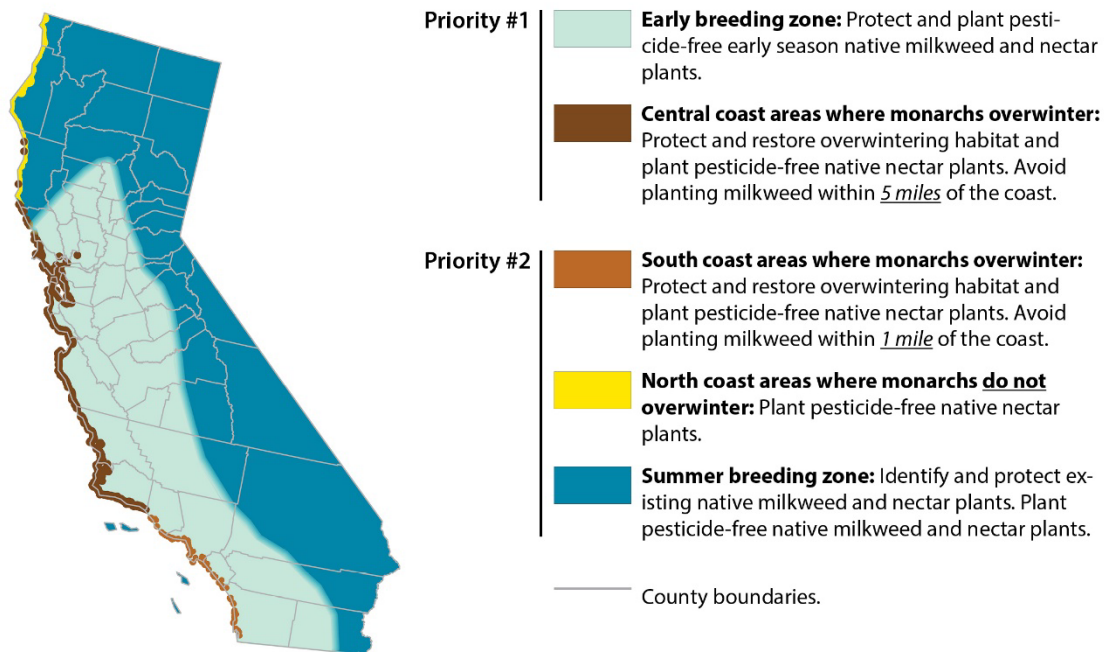 Priority #1
Early breeding zone: Protect and plant pesti-
cide-free early season native milkweed and nectar
plants.
Central coast areas where monarchs overwinter:
Protect and restore overwintering habitat and
plant pesticide-free native nectar plants. Avoid
planting milkweed within 5 miles of the coast.
Priority #2
South coast areas where monarchs overwinter:
Protect and restore overwintering habitat and
plant pesticide-free native nectar plants. Avoid
planting milkweed within 1 mile of the coast.
North coast areas where monarchs do not
overwinter: Plant pesticide-free native nectar
plants.
Summer breeding zone: Identify and protect ex-
isting native milkweed and nectar plants. Plant
pesticide-free native milkweed and nectar plants.
County boundaries.